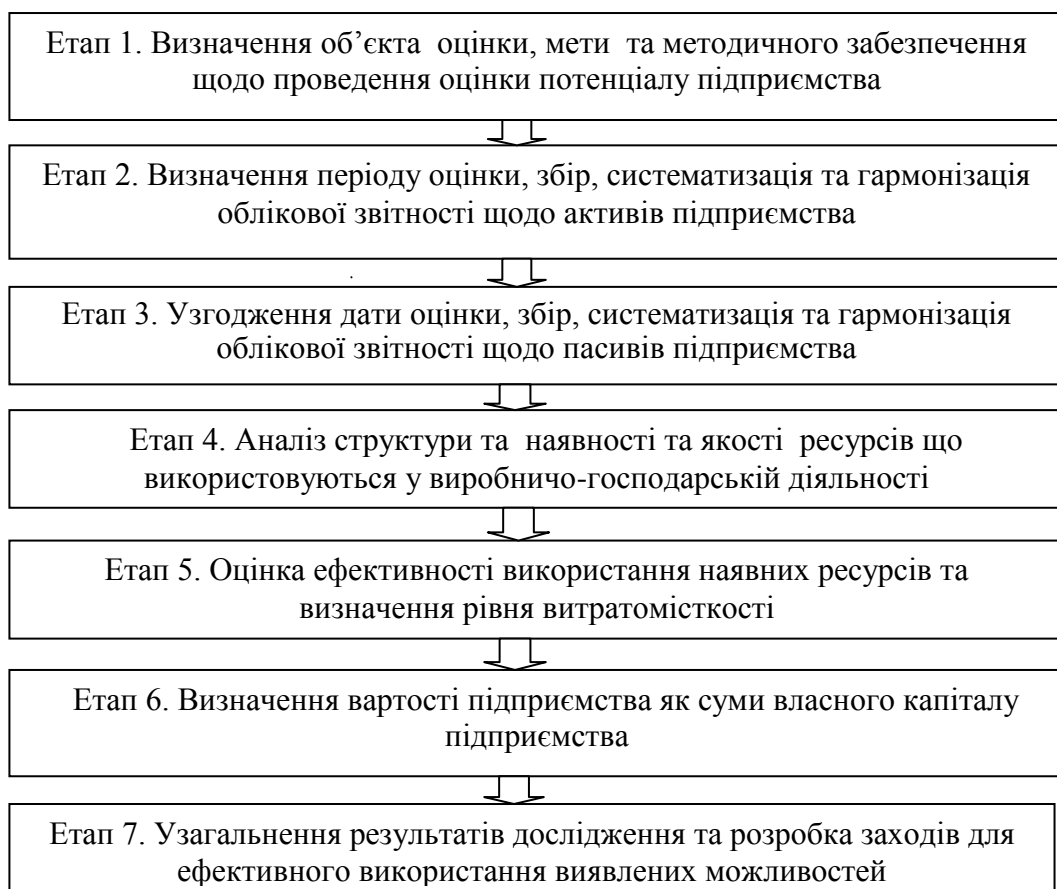 Етап 1. Визначення об’єкта оцінки, мети та методичного забезпечення
щодо проведення оцінки потенціалу підприємства
Етап 2. Визначення періоду оцінки, збір, систематизація та гармонізація
облікової звітності щодо активів підприємства
Етап 3. Узгодження дати оцінки, збір, систематизація та гармонізація
облікової звітності щодо пасивів підприємства
Етап 4. Аналіз структури та наявності та якості ресурсів що
використовуються у виробничо-господарській діяльності
Етап 5. Оцінка ефективності використання наявних ресурсів та
визначення рівня витратомісткості
Етап 6. Визначення вартості підприємства як суми власного капіталу
підприємства
Етап 7. Узагальнення результатів дослідження та розробка заходів для
ефективного використання виявлених можливостей